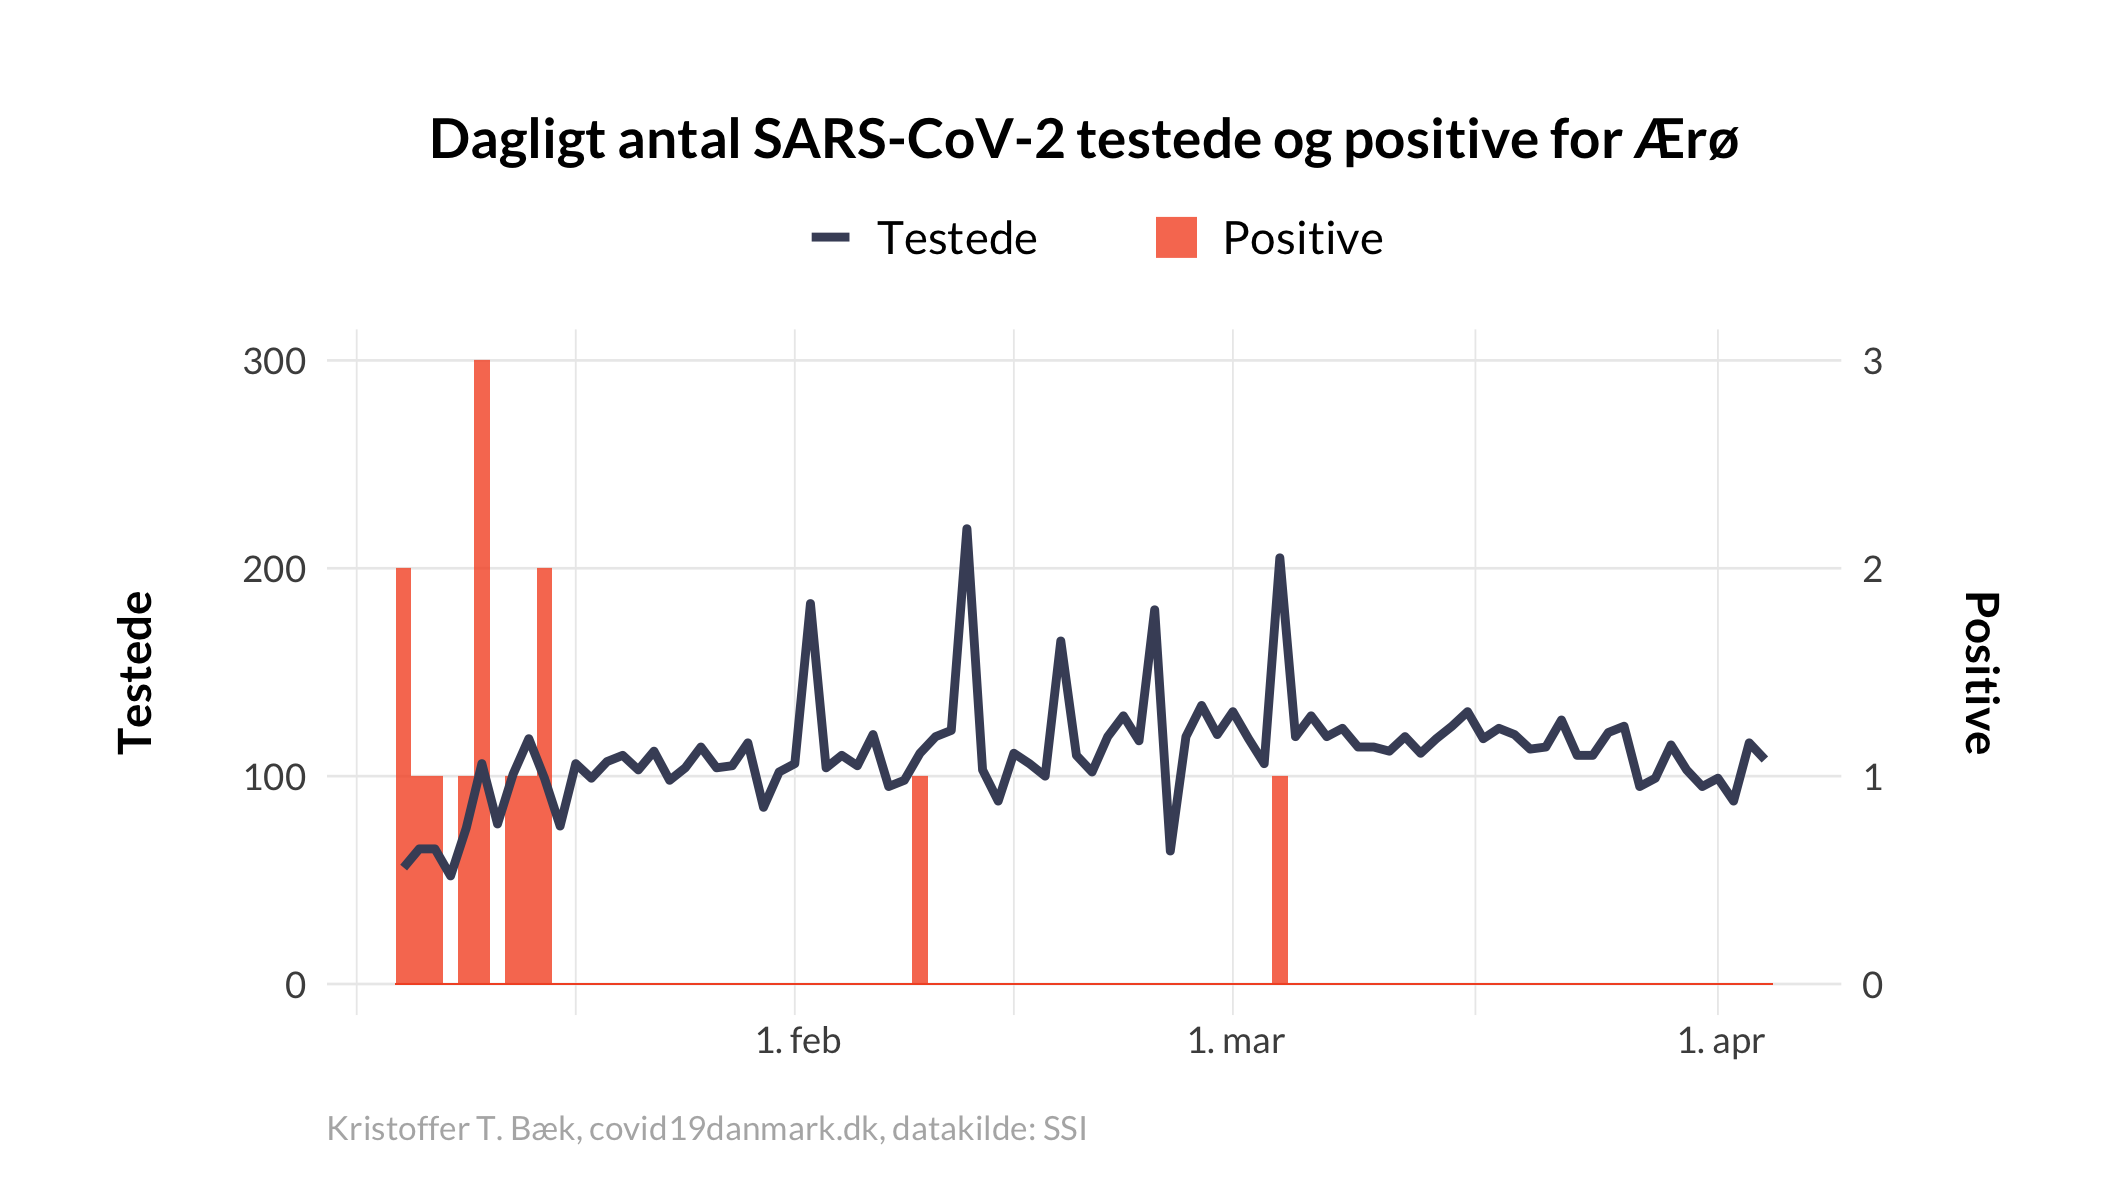 Dagligt antal SARS-CoV-2 testede og positive for Ærø
Testede Positive
300 3
200 2
100 1
0 0
Testede
Positive
1. feb 1. mar 1. apr
Kristoffer T. Bæk, covid19danmark.dk, datakilde: SSI